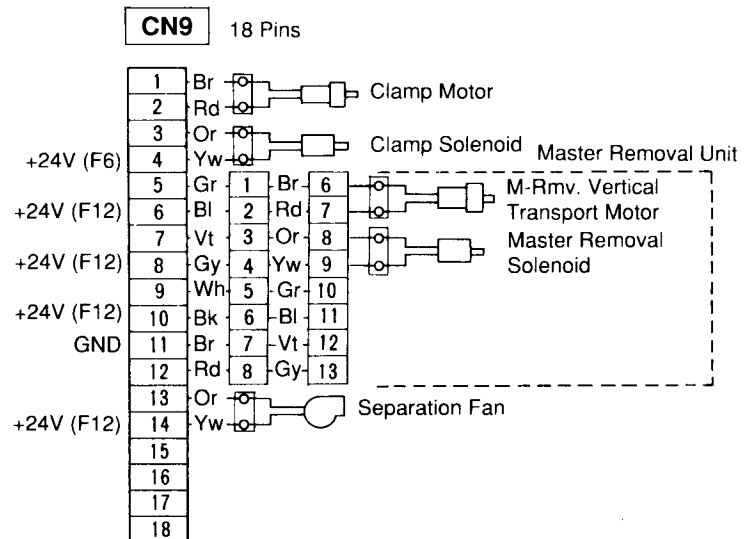 CN9 18 Pins
1 Br Clamp Motor
2 Rd
3 Or Clamp Solenoid
+24V (F6) 4 Yw Master Removal Unit
5 Gr 1 Br 6 M-Rmv. Vertical
+24V (F12) 6 Bl 2 Rd 7 Transport Motor
7 Vt 3 Or 8 Master Removal
+24V (F12) 8 Gy 4 Yw 9 Solenoid
9 Wh 5 Gr 10
+24V (F12) 10 Bk 6 Bl 11
GND 11 Br 7 Vt 12
12 Rd 8 Gy 13
13 Or Separation Fan
+24V (F12) 14 Yw
15
16
17
18